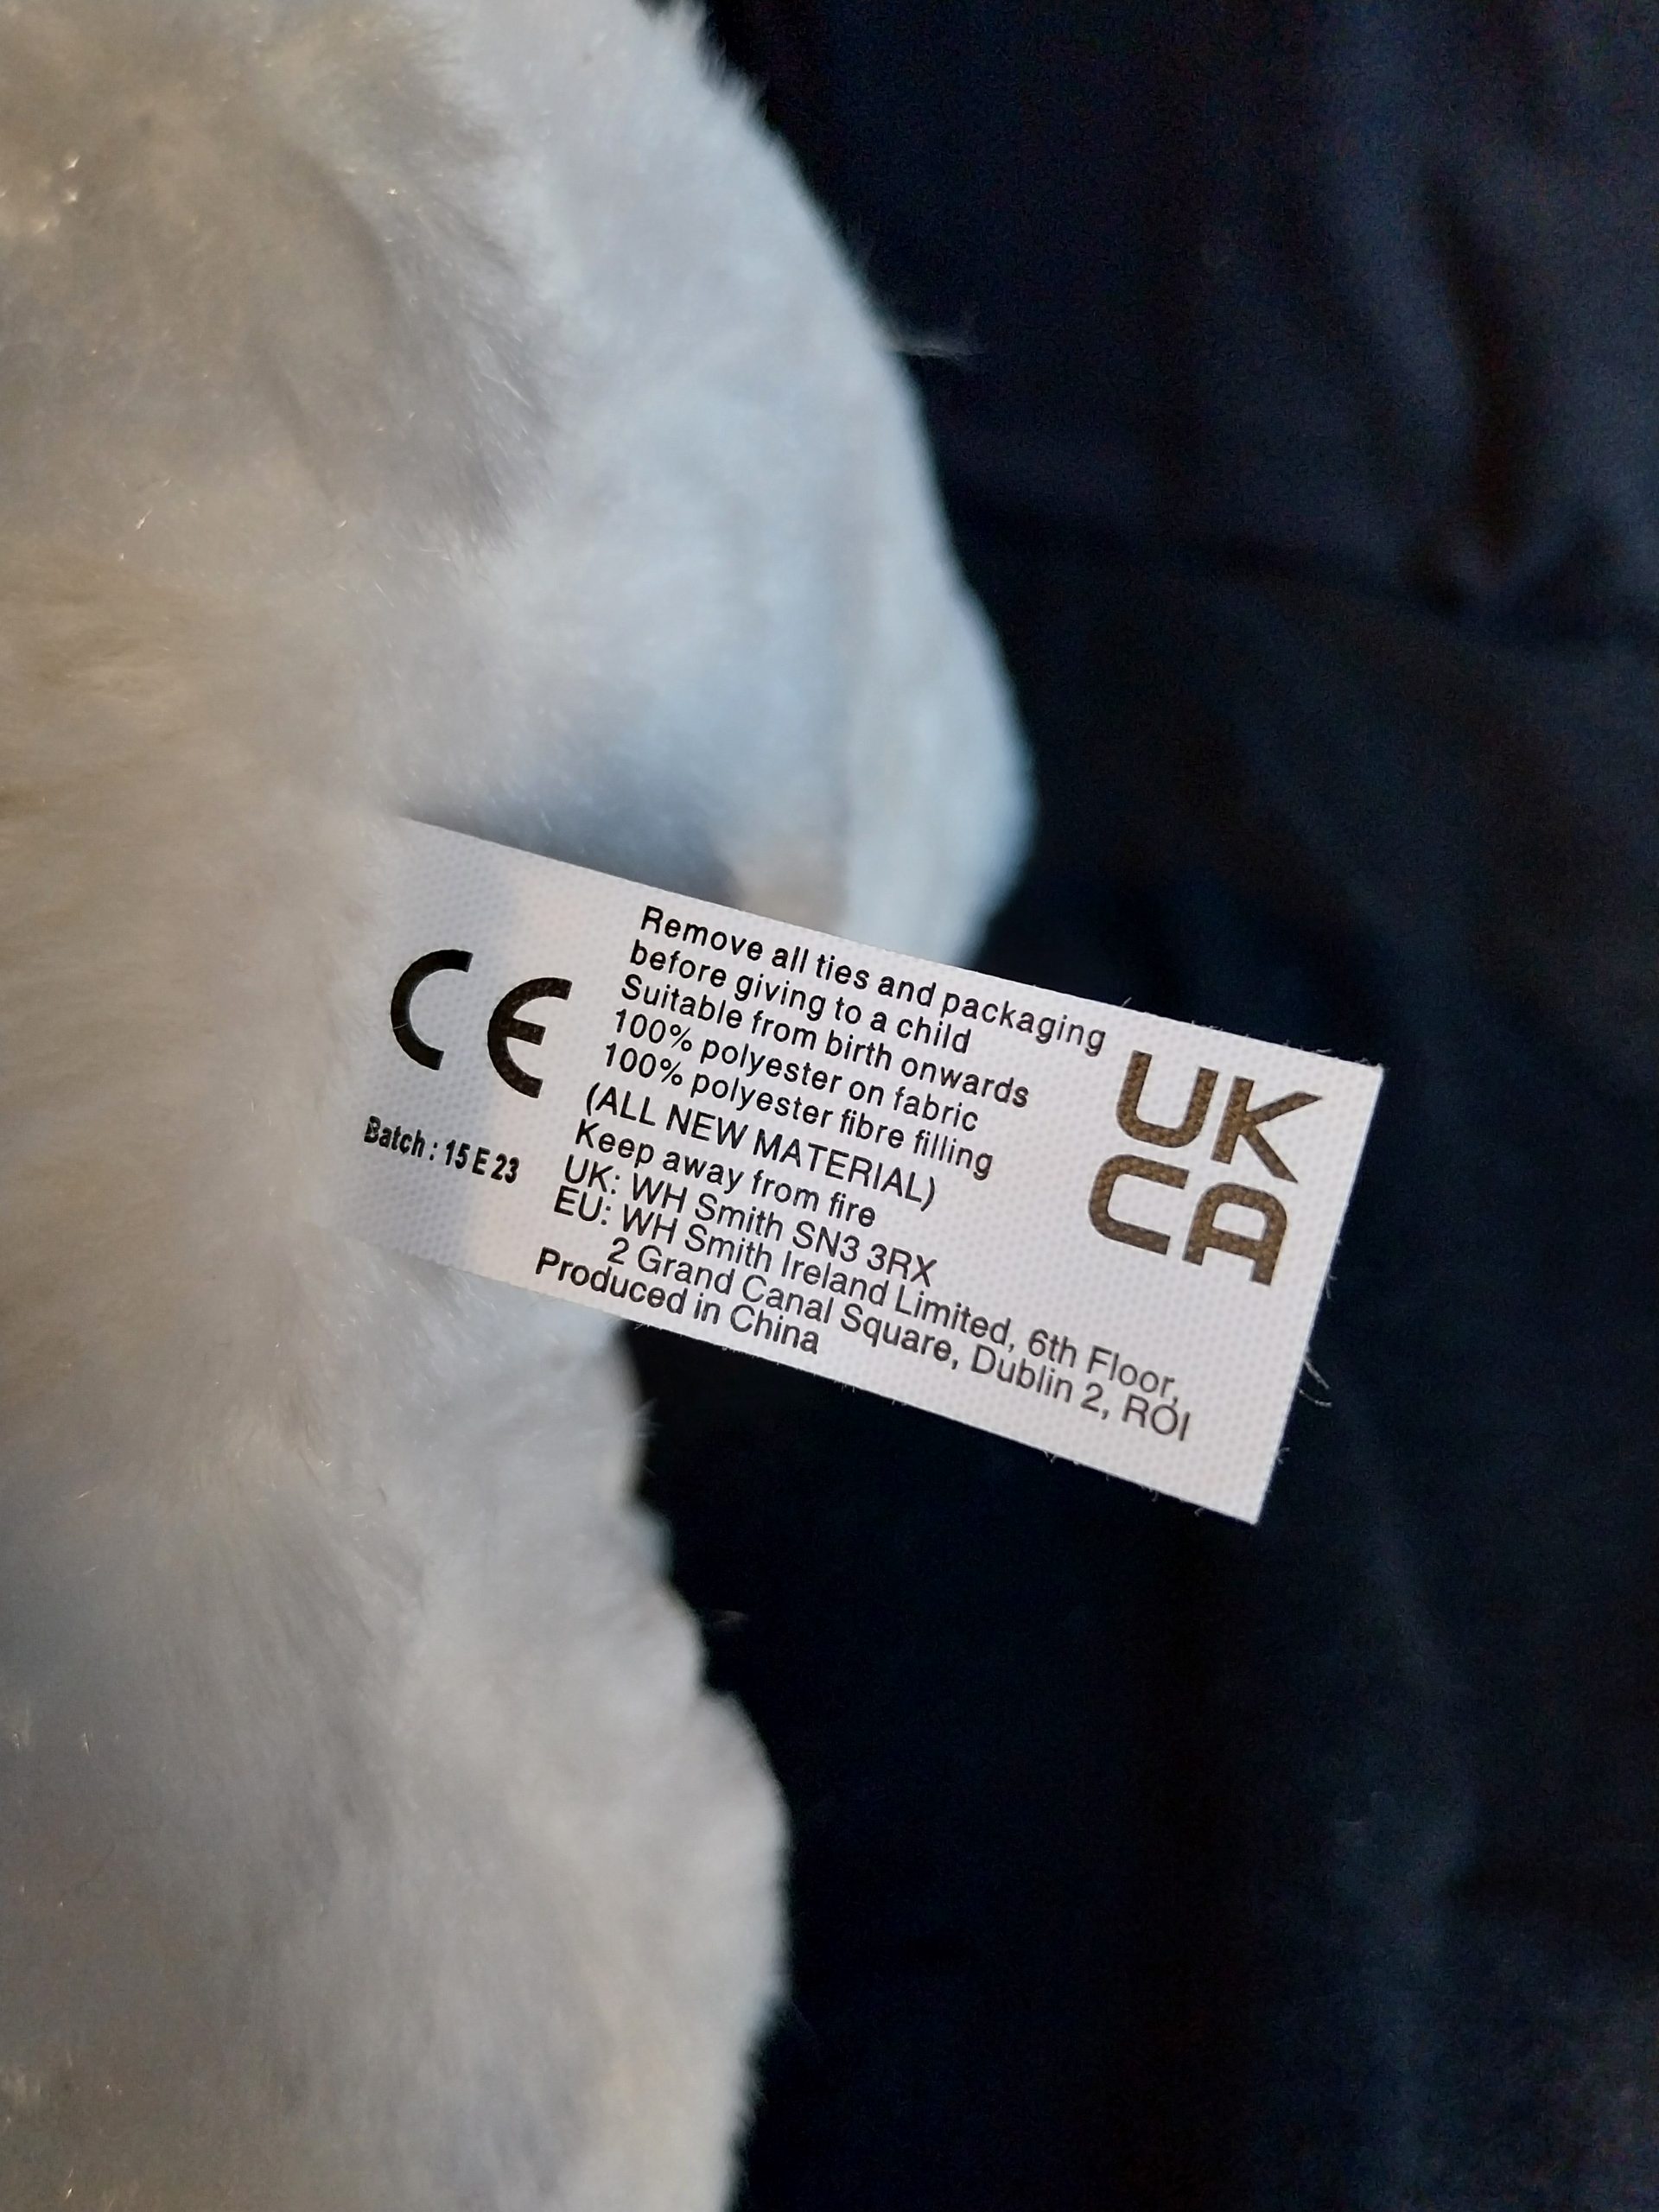 CE
Batch : 15 E 23
Remove all ties and packaging
before giving to a child
Suitable from birth onwards
100% polyester on fabric
100% polyester fibre filling
(ALL NEW MATERIAL)
Keep away from fire
UK: WH Smith SN3 3RX
EU: WH Smith Ireland Limited, 6th Floor,
2 Grand Canal Square, Dublin 2, ROI
Produced in China
UK
CA